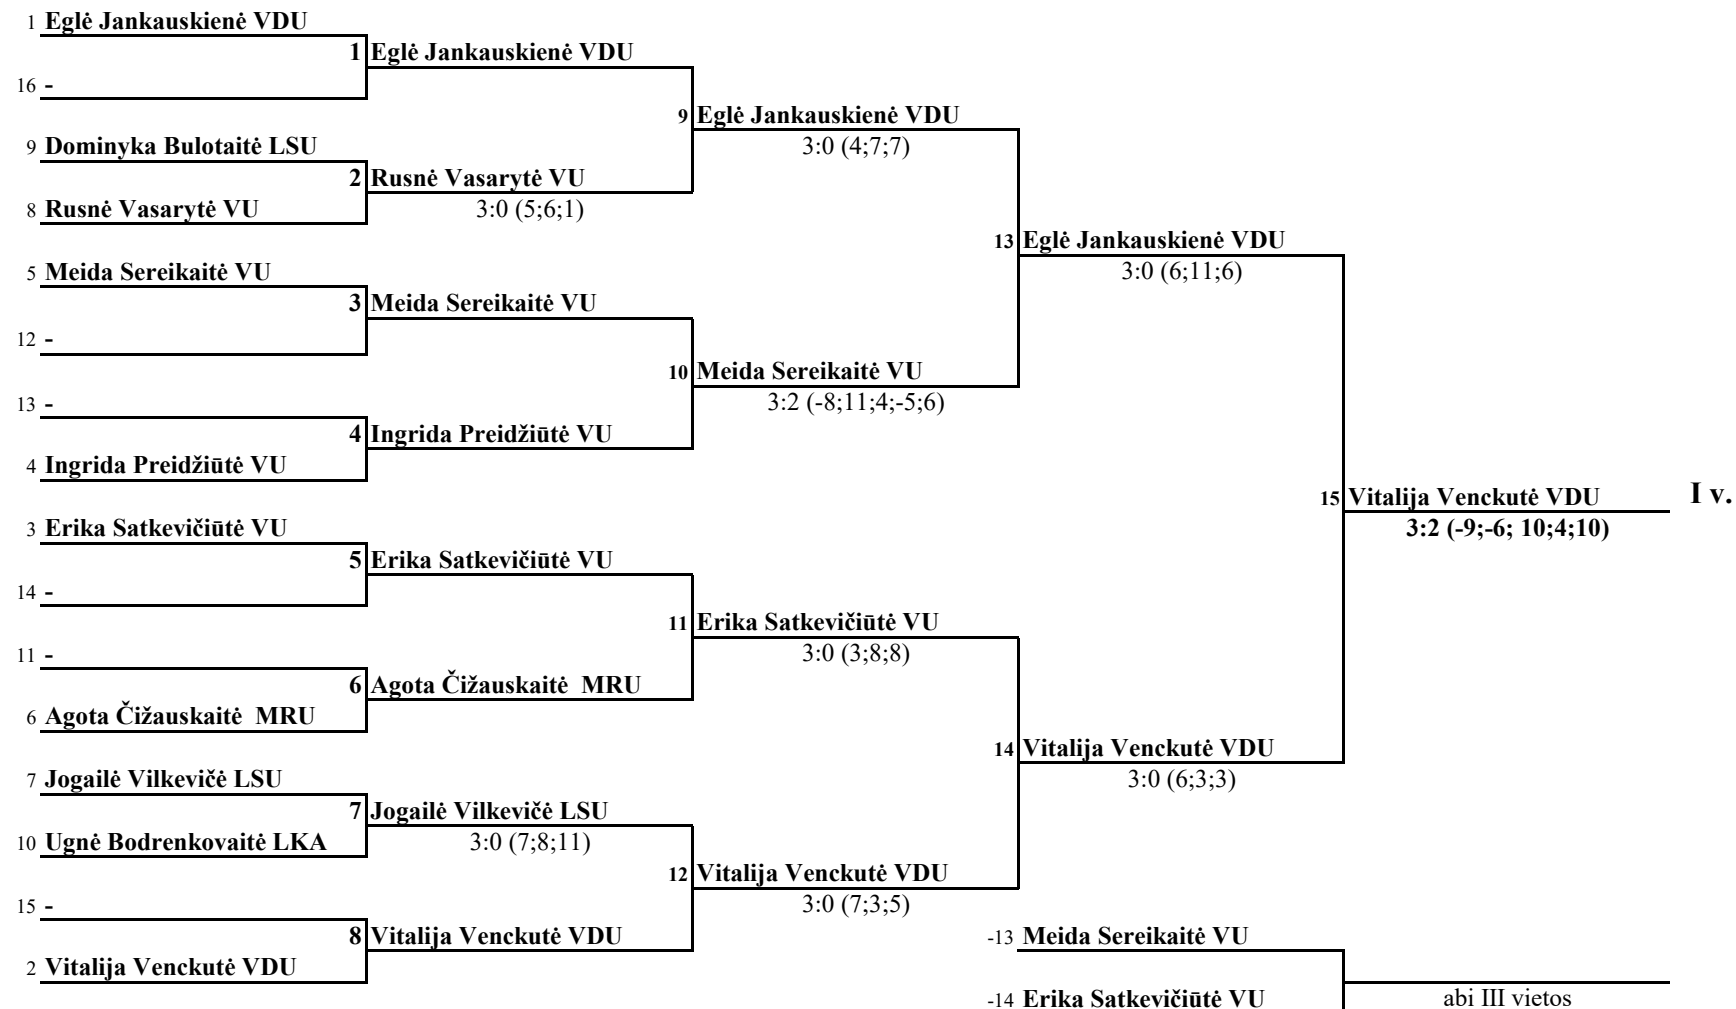 1 Eglė Jankauskienė VDU
1 Eglė Jankauskienė VDU
16 -
9 Eglė Jankauskienė VDU
3:0 (4;7;7)
9 Dominyka Bulotaitė LSU
2 Rusnė Vasarytė VU
3:0 (5;6;1)
8 Rusnė Vasarytė VU
13 Eglė Jankauskienė VDU
3:0 (6;11;6)
5 Meida Sereikaitė VU
3 Meida Sereikaitė VU
12 -
10 Meida Sereikaitė VU
3:2 (-8;11;4;-5;6)
13 -
4 Ingrida Preidžiūtė VU
4 Ingrida Preidžiūtė VU
15 Vitalija Venckutė VDU I v.
3:2 (-9;-6; 10;4;10)
3 Erika Satkevičiūtė VU
5 Erika Satkevičiūtė VU
14 -
11 Erika Satkevičiūtė VU
3:0 (3;8;8)
11 -
6 Agota Čižauskaitė  MRU
6 Agota Čižauskaitė  MRU
14 Vitalija Venckutė VDU
3:0 (6;3;3)
7 Jogailė Vilkevičė LSU
7 Jogailė Vilkevičė LSU
3:0 (7;8;11)
10 Ugnė Bodrenkovaitė LKA
12 Vitalija Venckutė VDU
3:0 (7;3;5)
15 -
8 Vitalija Venckutė VDU
2 Vitalija Venckutė VDU
-13 Meida Sereikaitė VU
-14 Erika Satkevičiūtė VU
abi III vietos